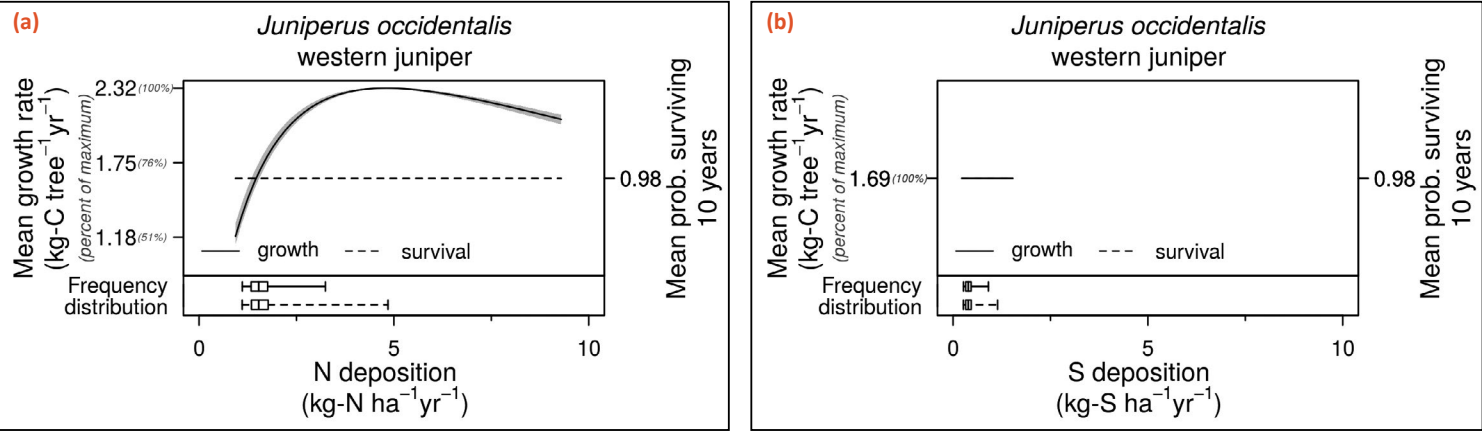 (a)
Juniperus occidentalis
western juniper
Mean growth rate
(kg-C tree⁻¹yr⁻¹)
(percent of maximum)
2.32 (100%)
1.75 (76%)
1.18 (51%)
growth
survival
0.98
Mean prob. surviving
10 years
Frequency
distribution
0 5 10
N deposition
(kg-N ha⁻¹yr⁻¹)
(b)
Juniperus occidentalis
western juniper
Mean growth rate
(kg-C tree⁻¹yr⁻¹)
(percent of maximum)
1.69 (100%)
growth
survival
0.98
Mean prob. surviving
10 years
Frequency
distribution
0 5 10
S deposition
(kg-S ha⁻¹yr⁻¹)